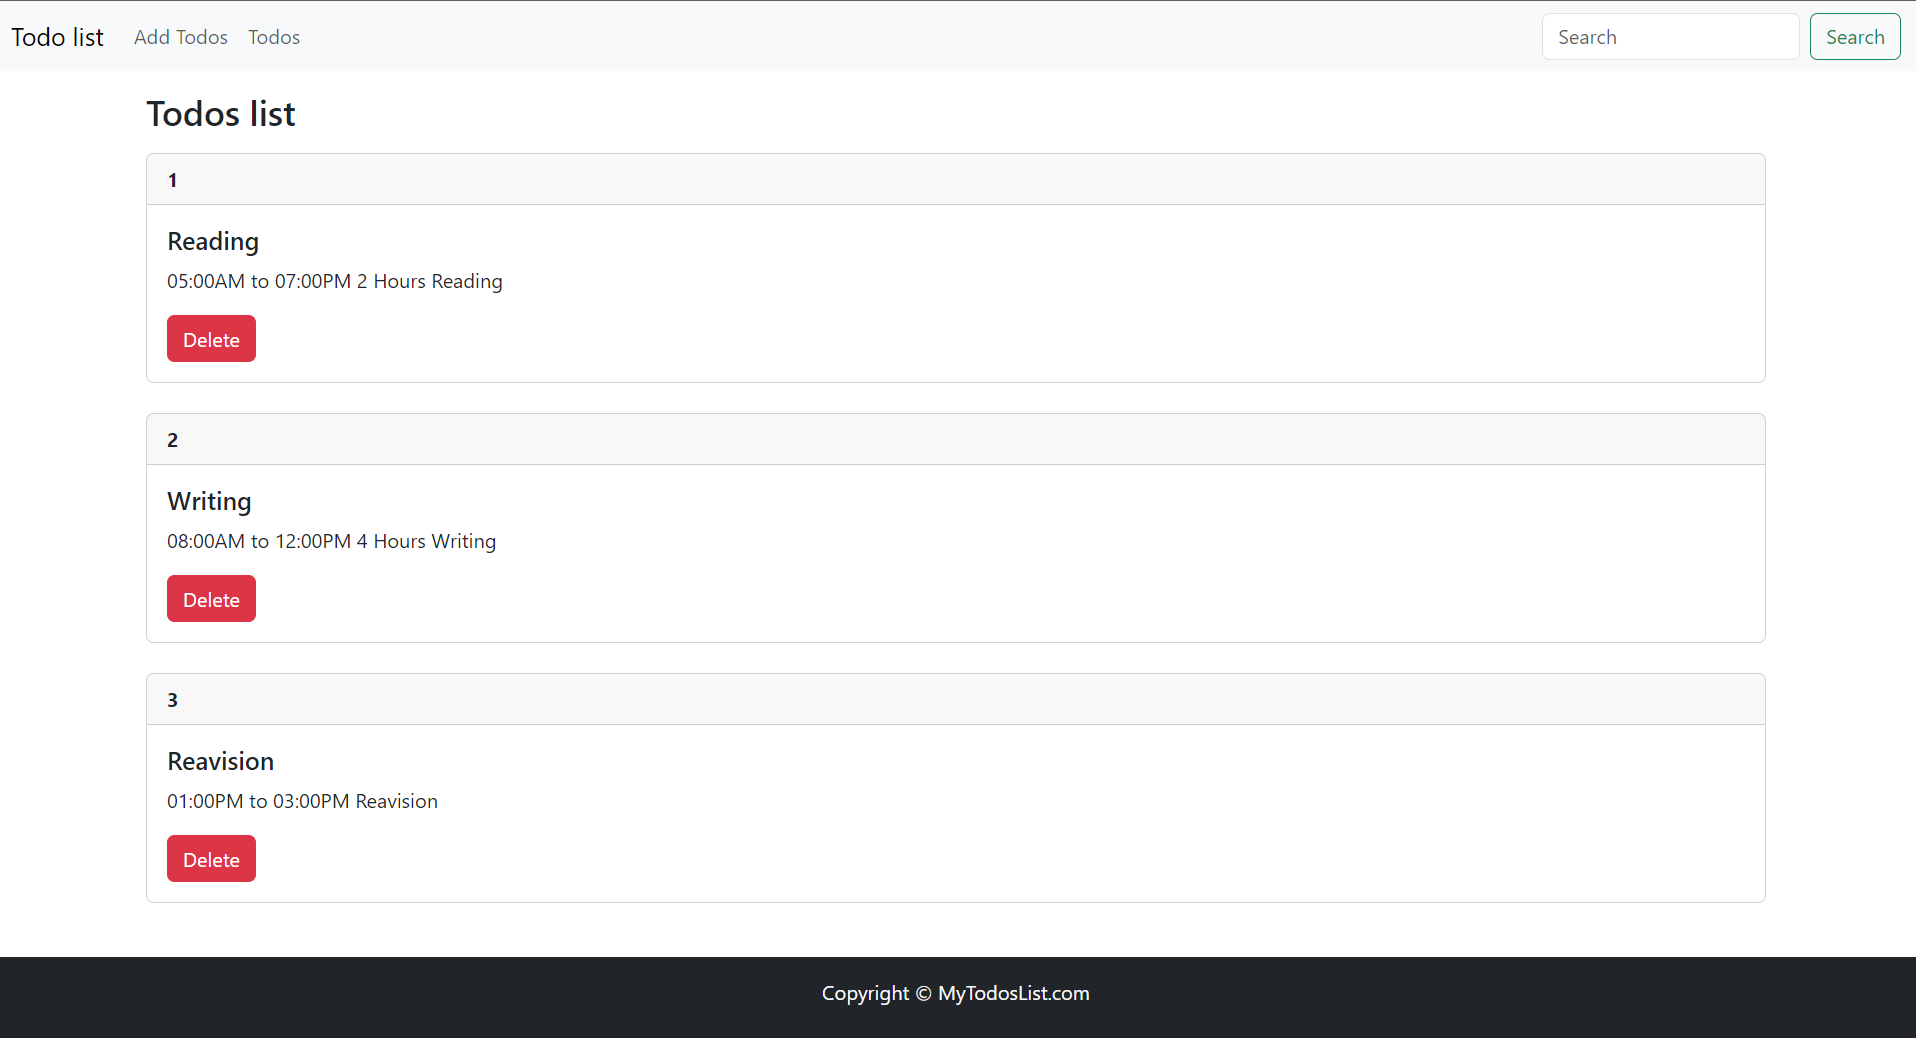 Todo list Add Todos Todos Search Search
Todos list
1
Reading
05:00AM to 07:00PM 2 Hours Reading
Delete
2
Writing
08:00AM to 12:00PM 4 Hours Writing
Delete
3
Reavision
01:00PM to 03:00PM Reavision
Delete
Copyright © MyTodosList.com